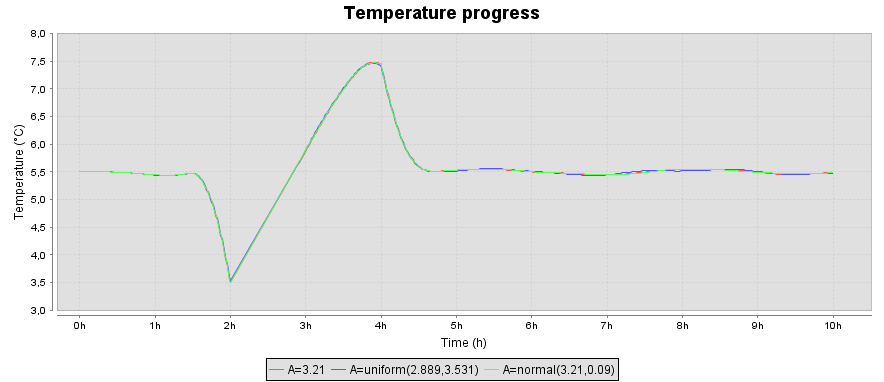 Temperature progress
8,0
7,5
7,0
6,5
6,0
5,5
5,0
4,5
4,0
3,5
3,0
Temperature (°C)
0h 1h 2h 3h 4h 5h 6h 7h 8h 9h 10h
Time (h)
A=3.21 A=uniform(2.889,3.531) A=normal(3.21,0.09)